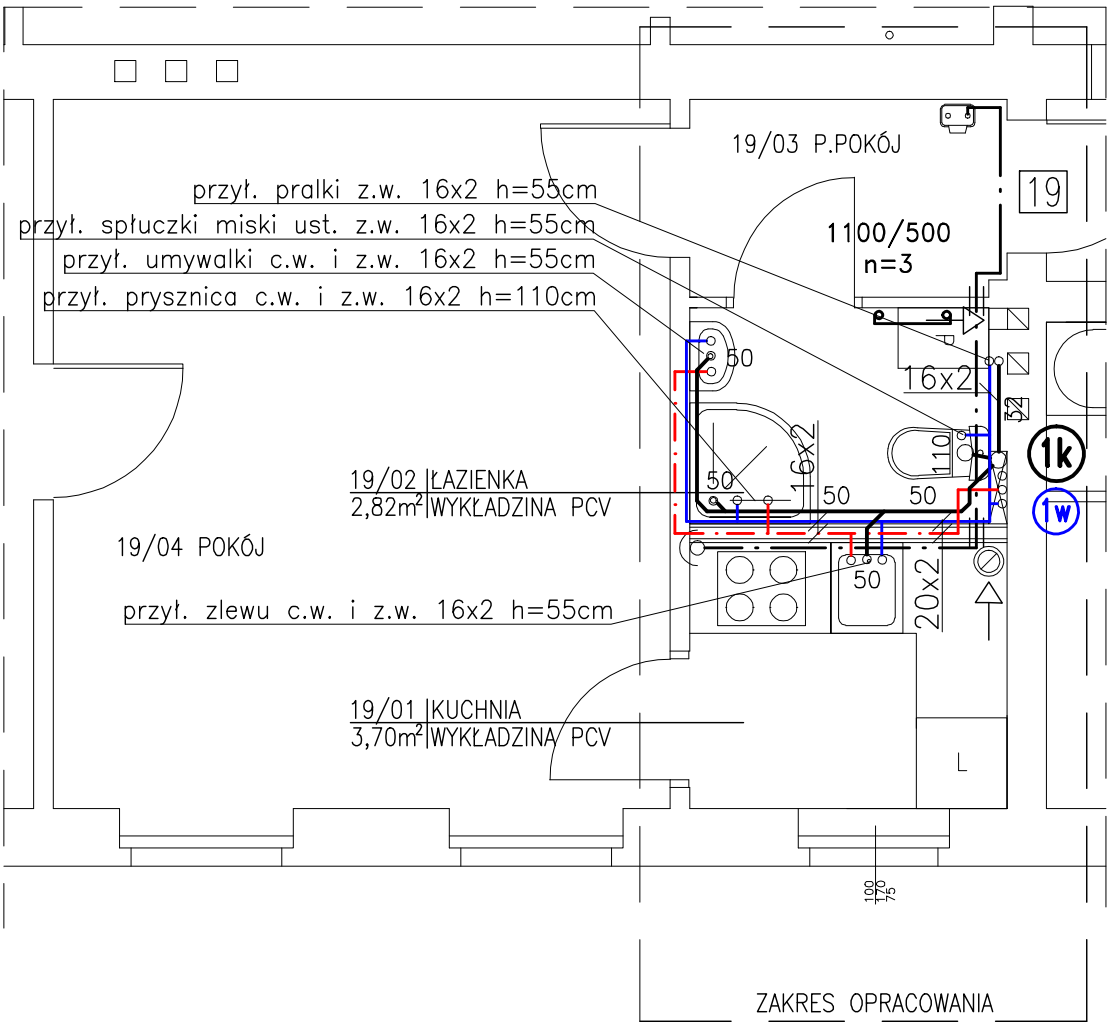 19/03 P.POKÓJ
przył. pralki z.w. 16x2 h=55cm
19
przył. spłuczki miski ust. z.w. 16x2 h=55cm
1100/500
n=3
przył. umywalki c.w. i z.w. 16x2 h=55cm
przył. prysznica c.w. i z.w. 16x2 h=110cm
P
50
16x2
32
16x2
110
1k
19/02 ŁAZIENKA
2,82m² WYKŁADZINA PCV
50
50
50
1w
19/04 POKÓJ
50
20x2
przył. zlewu c.w. i z.w. 16x2 h=55cm
19/01 KUCHNIA
3,70m² WYKŁADZINA PCV
L
100
170
75
ZAKRES OPRACOWANIA